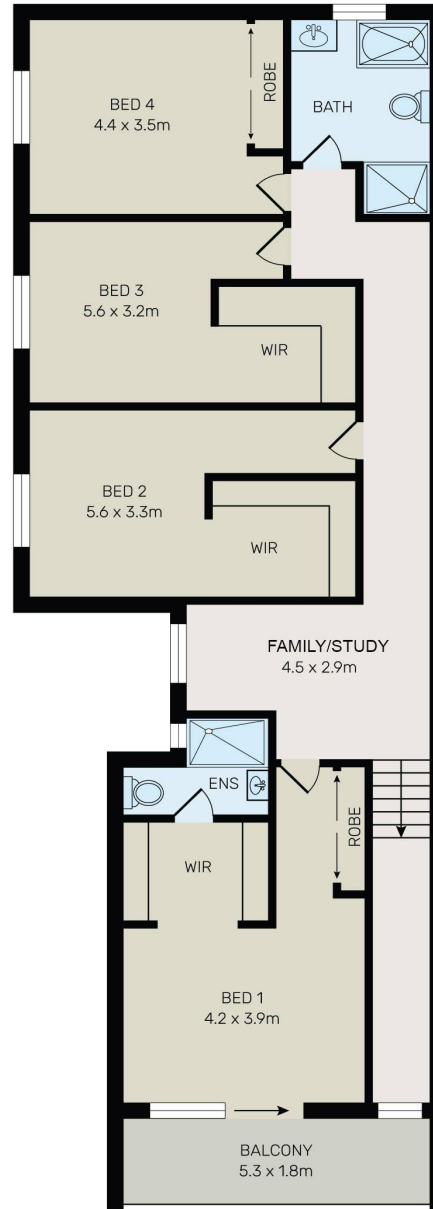 BED 4
4.4 x 3.5m
ROBE
BATH
BED 3
5.6 x 3.2m
WIR
BED 2
5.6 x 3.3m
WIR
FAMILY/STUDY
4.5 x 2.9m
ENS
ROBE
WIR
BED 1
4.2 x 3.9m
BALCONY
5.3 x 1.8m